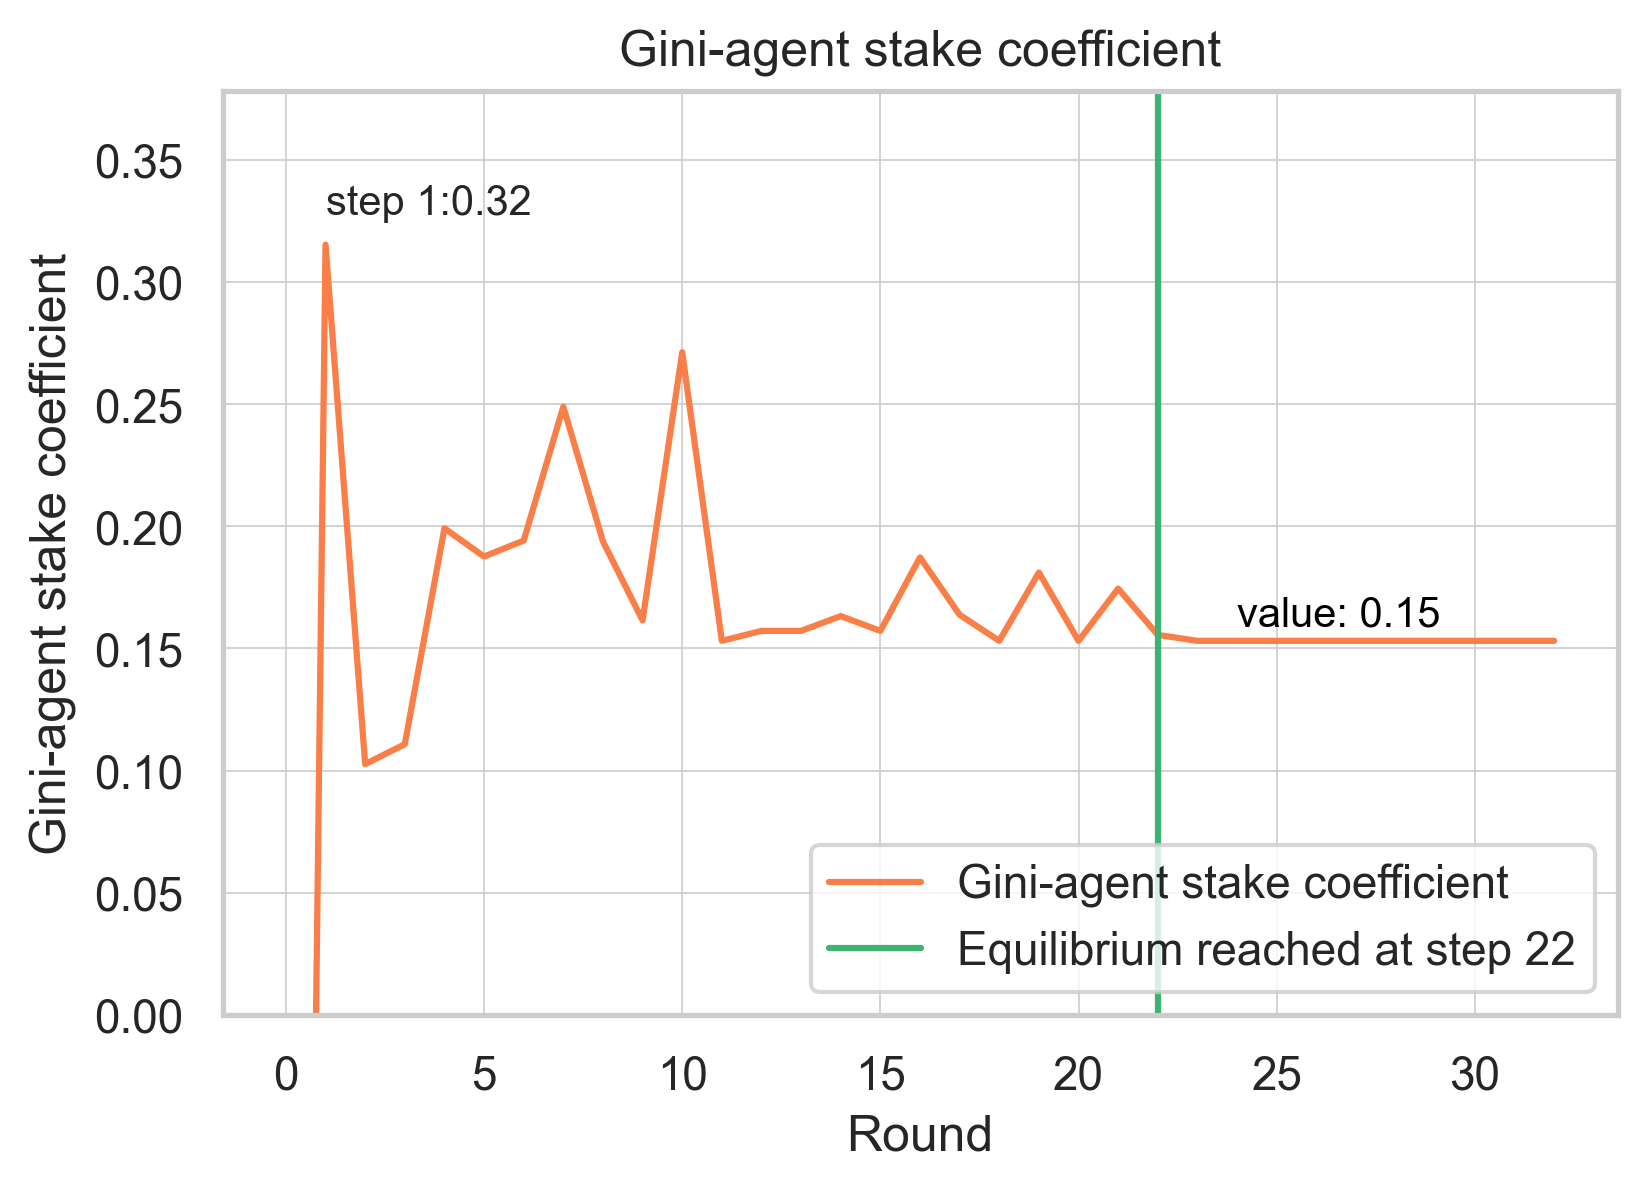 Gini-agent stake coefficient
Gini-agent stake coefficient
0.35
0.30
0.25
0.20
0.15
0.10
0.05
0.00
step 1:0.32
value: 0.15
Gini-agent stake coefficient
Equilibrium reached at step 22
0 5 10 15 20 25 30
Round